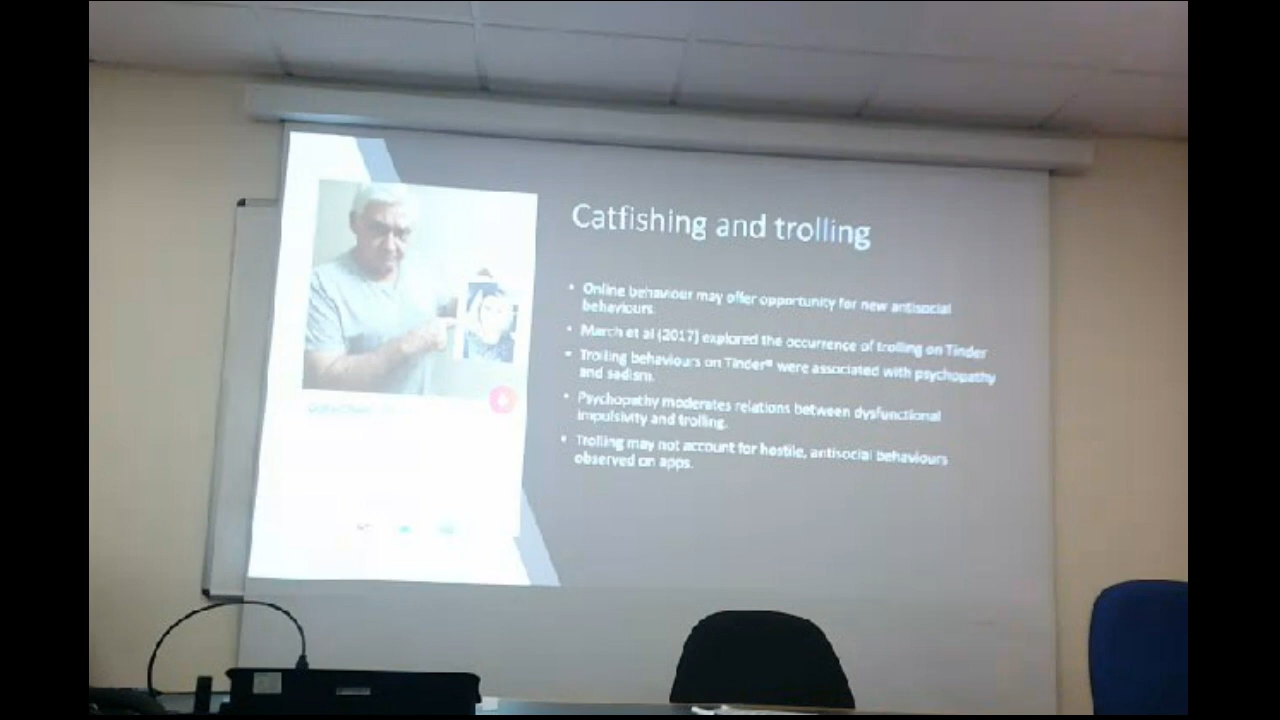 Catfishing and trolling
• Online behaviour may offer opportunity for new antisocial
behaviours.
• March et al (2017) explored the occurrence of trolling on Tinder
• Trolling behaviours on Tinder® were associated with psychopathy
and sadism.
• Psychopathy moderates relations between dysfunctional
impulsivity and trolling.
• Trolling may not account for hostile, antisocial behaviours
observed on apps.